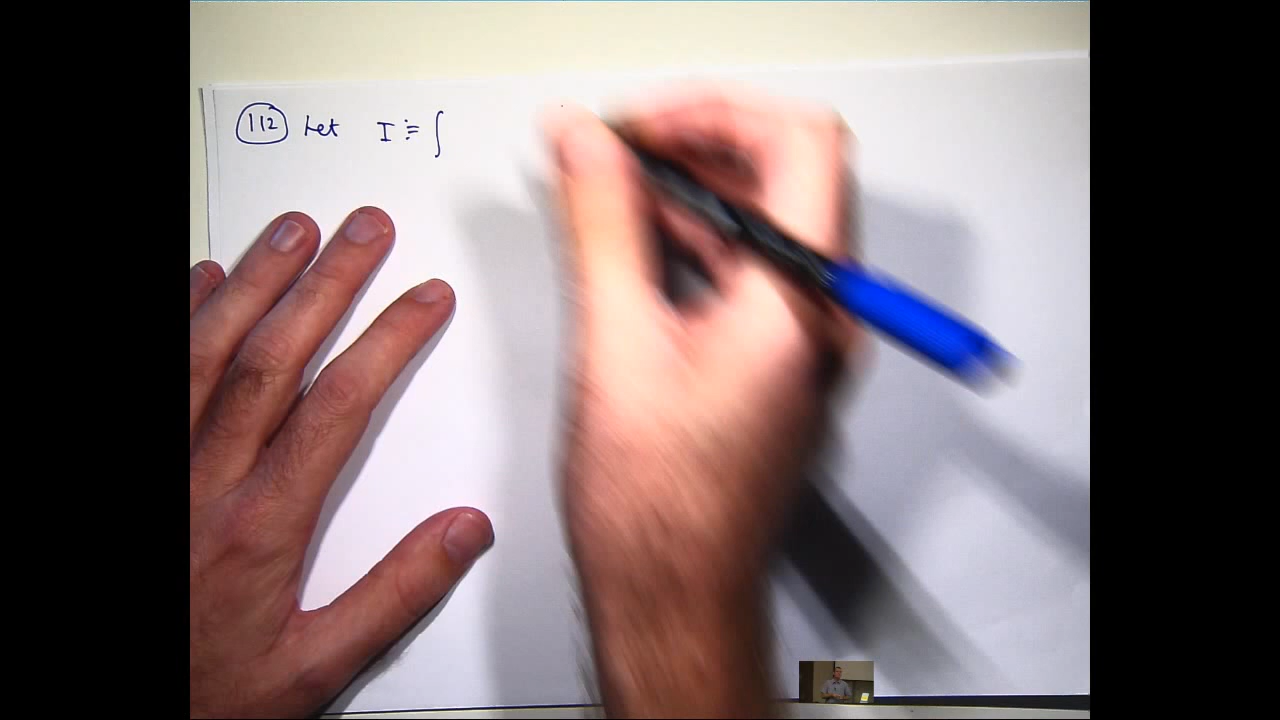 112 Let I := ∫